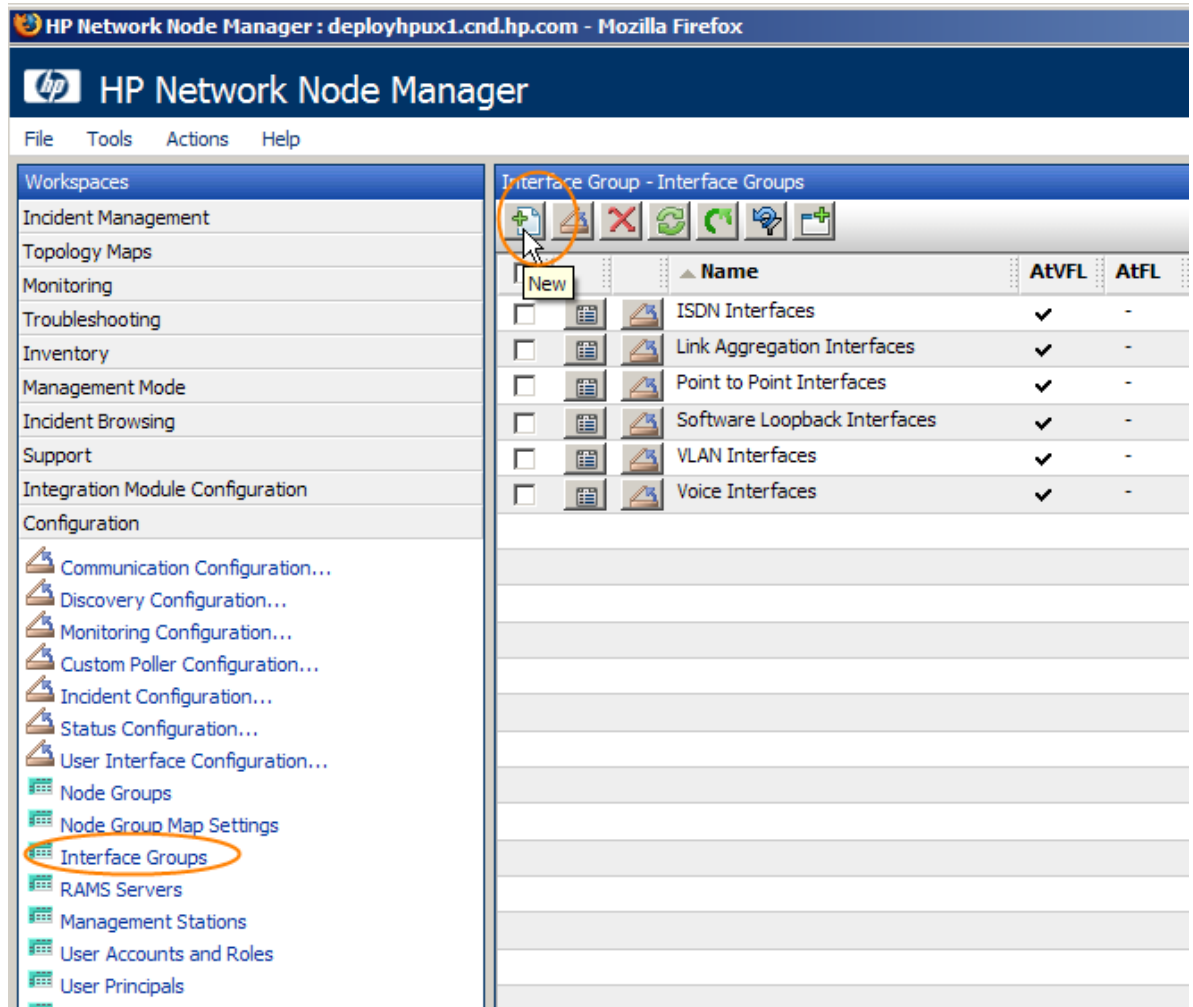 HP Network Node Manager : deployhpux1.cnd.hp.com - Mozilla Firefox
hp HP Network Node Manager
File Tools Actions Help
Workspaces
Incident Management
Topology Maps
Monitoring
Troubleshooting
Inventory
Management Mode
Incident Browsing
Support
Integration Module Configuration
Configuration
Communication Configuration...
Discovery Configuration...
Monitoring Configuration...
Custom Poller Configuration...
Incident Configuration...
Status Configuration...
User Interface Configuration...
Node Groups
Node Group Map Settings
Interface Groups
RAMS Servers
Management Stations
User Accounts and Roles
User Principals
Interface Group - Interface Groups
New
Name AtVFL AtFL
ISDN Interfaces ✔ -
Link Aggregation Interfaces ✔ -
Point to Point Interfaces ✔ -
Software Loopback Interfaces ✔ -
VLAN Interfaces ✔ -
Voice Interfaces ✔ -